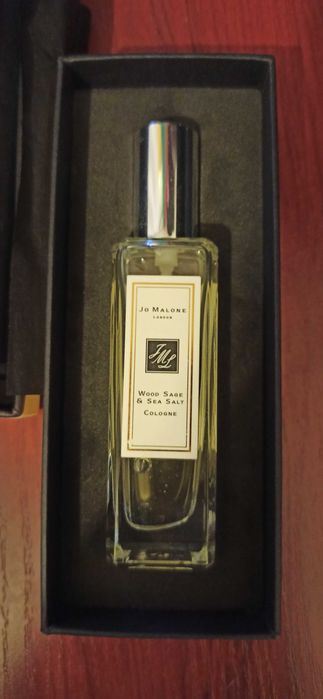 JO MALONE
LONDON
JML
WOOD SAGE
& SEA SALT
COLOGNE